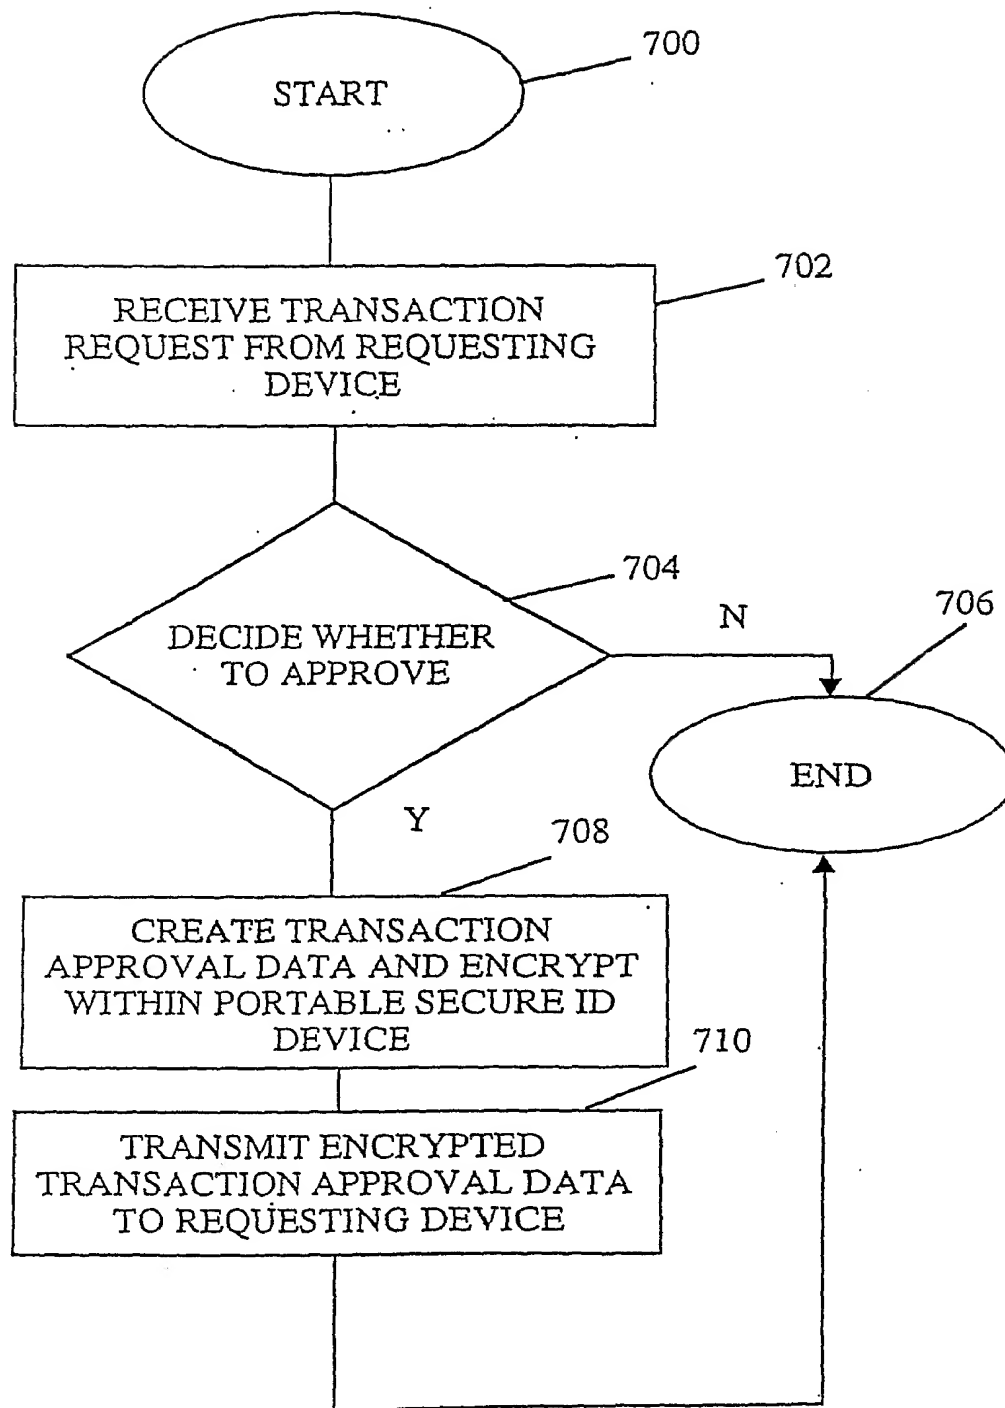 700
START
702
RECEIVE TRANSACTION
REQUEST FROM REQUESTING
DEVICE
704
DECIDE WHETHER
TO APPROVE
N
706
END
Y
708
CREATE TRANSACTION
APPROVAL DATA AND ENCRYPT
WITHIN PORTABLE SECURE ID
DEVICE
710
TRANSMIT ENCRYPTED
TRANSACTION APPROVAL DATA
TO REQUESTING DEVICE